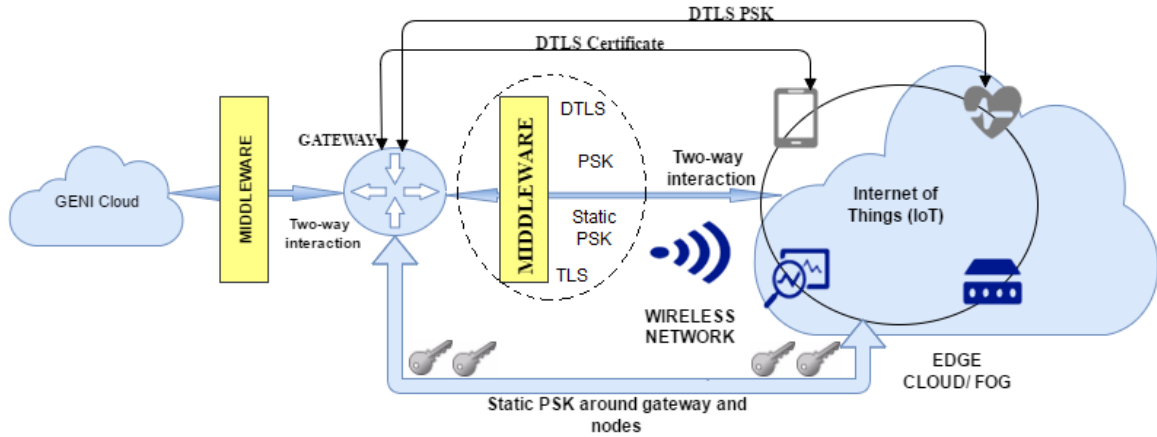 DTLS PSK
DTLS Certificate
GATEWAY
MIDDLEWARE
MIDDLEWARE
DTLS
PSK
Static
PSK
TLS
Two-way
interaction
Two-way
interaction
GENI Cloud
Internet of
Things (IoT)
WIRELESS
NETWORK
EDGE
CLOUD/ FOG
Static PSK around gateway and
nodes